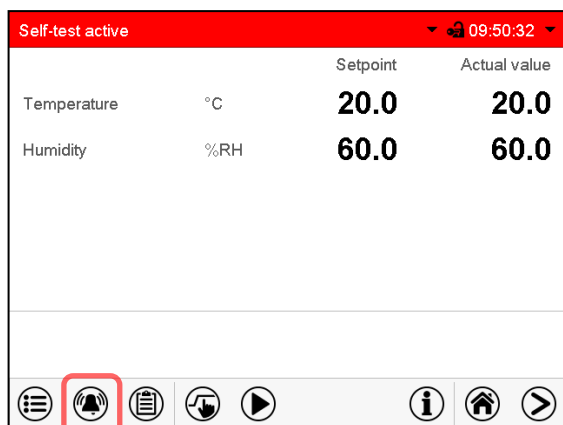 Self-test active 09:50:32
Setpoint Actual value
Temperature °C 20.0 20.0
Humidity %RH 60.0 60.0